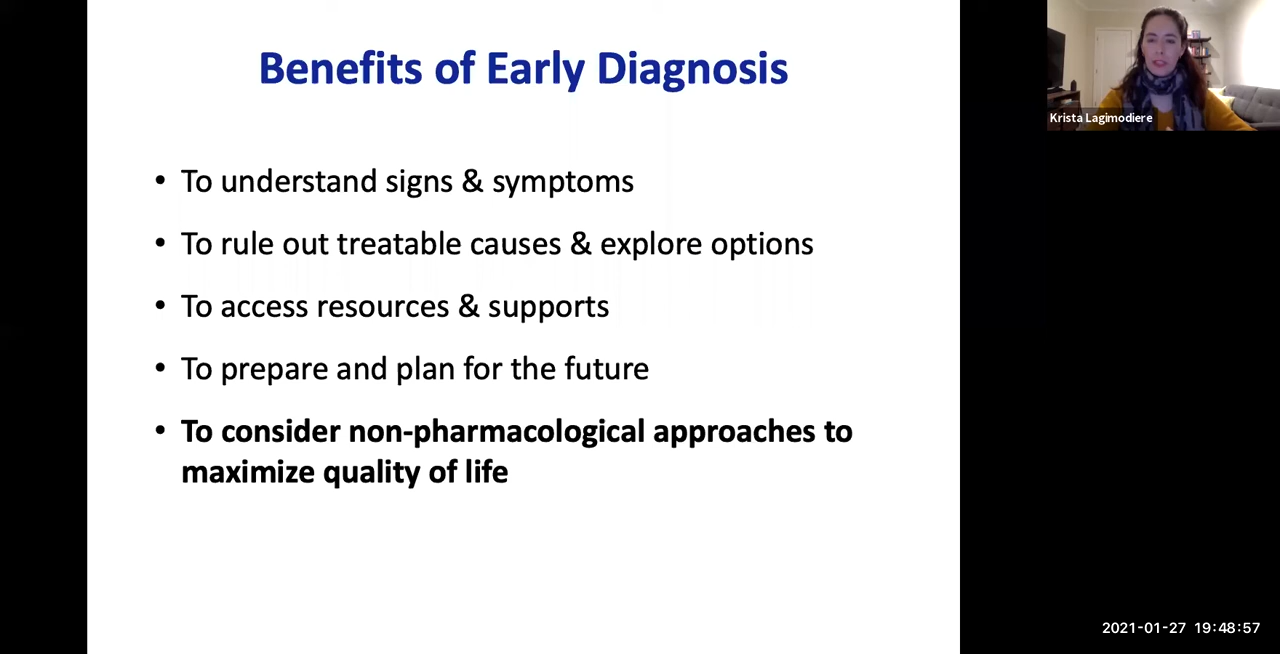 Benefits of Early Diagnosis
• To understand signs & symptoms
• To rule out treatable causes & explore options
• To access resources & supports
• To prepare and plan for the future
• To consider non-pharmacological approaches to
maximize quality of life
Krista Lagimodiere
2021-01-27 19:48:57